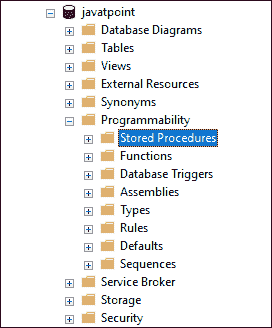 javatpoint
Database Diagrams
Tables
Views
External Resources
Synonyms
Programmability
Stored Procedures
Functions
Database Triggers
Assemblies
Types
Rules
Defaults
Sequences
Service Broker
Storage
Security